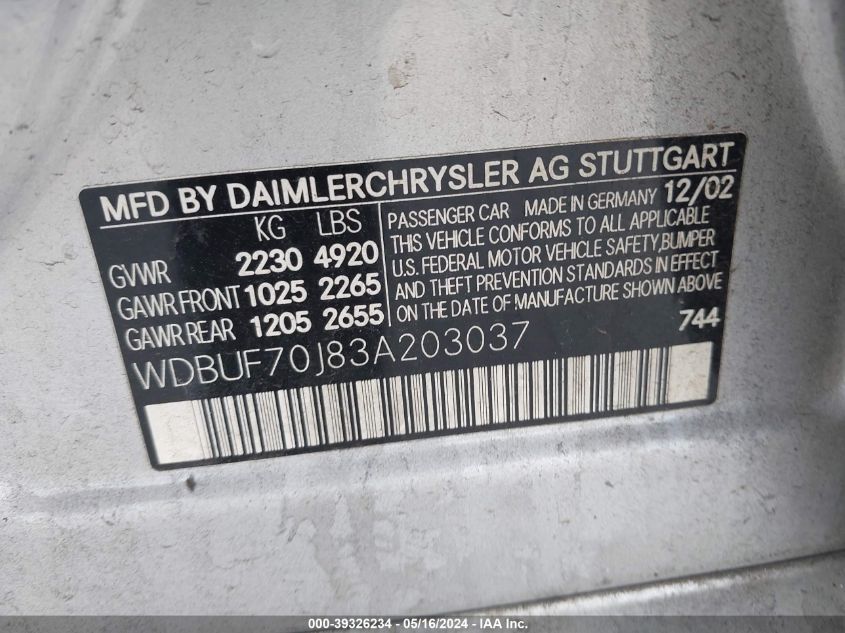 MFD BY DAIMLERCHRYSLER AG STUTTGART
KG LBS
GVWR 2230 4920
GAWR FRONT 1025 2265
GAWR REAR 1205 2655
PASSENGER CAR MADE IN GERMANY 12/02
THIS VEHICLE CONFORMS TO ALL APPLICABLE
U.S. FEDERAL MOTOR VEHICLE SAFETY,BUMPER
AND THEFT PREVENTION STANDARDS IN EFFECT
ON THE DATE OF MANUFACTURE SHOWN ABOVE
744
WDBUF70J83A203037
000-39326234 - 05/16/2024 - IAA Inc.